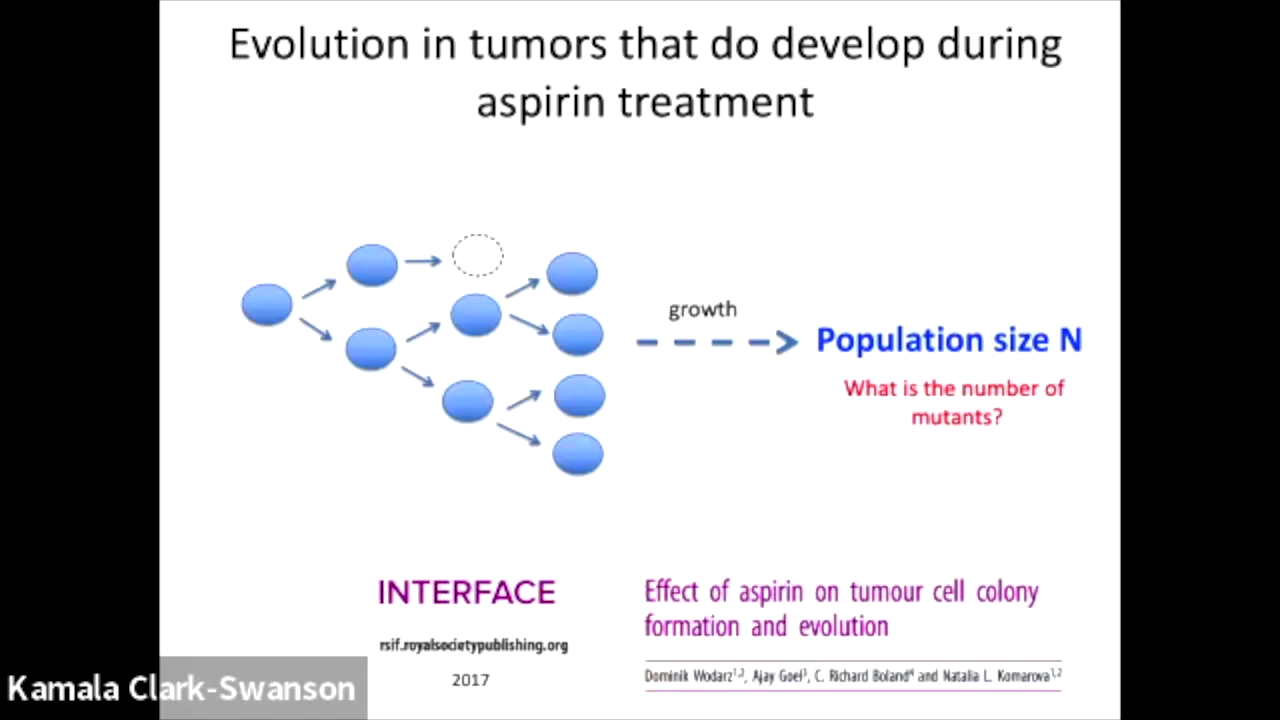 Evolution in tumors that do develop during
aspirin treatment
growth
Population size N
What is the number of
mutants?
INTERFACE
rsif.royalsocietypublishing.org
2017
Effect of aspirin on tumour cell colony
formation and evolution
Dominik Wodarz¹,², Ajay Goel³, C. Richard Boland⁴ and Natalia L. Komarova¹,²
Kamala Clark-Swanson